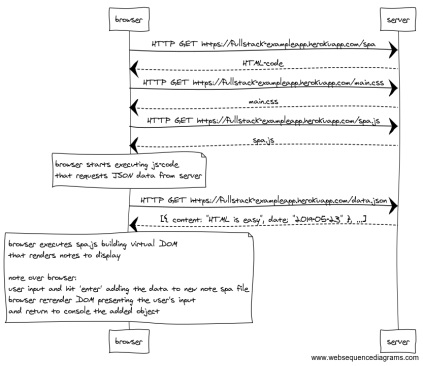 browser server
HTTP GET https://fullstack-exampleapp.herokuapp.com/spa
HTML-code
HTTP GET https://fullstack-exampleapp.herokuapp.com/main.css
main.css
HTTP GET https://fullstack-exampleapp.herokuapp.com/spa.js
spa.js
browser starts executing js-code
that requests JSON data from server
HTTP GET https://fullstack-exampleapp.herokuapp.com/data.json
[{ content: "HTML is easy", date: "2019-05-23" }, ...]
browser executes spa.js building virtual DOM
that renders notes to display
note over browser:
user input and hit 'enter' adding the data to new note spa file
browser re-render DOM presenting the user's input
and return to console the added object
browser server
www.websequencediagrams.com